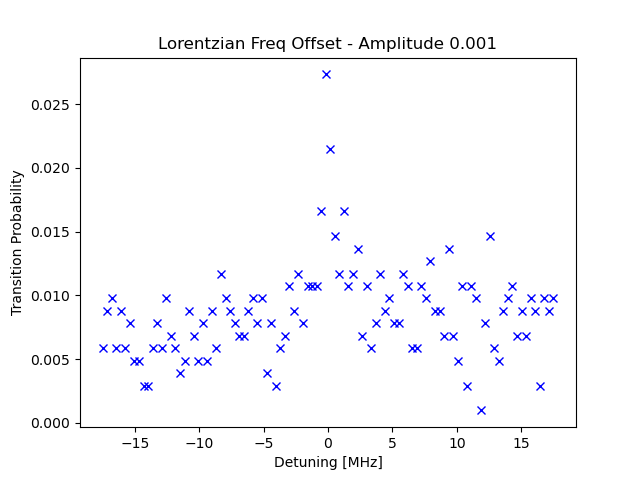 Lorentzian Freq Offset - Amplitude 0.001
0.025
0.020
0.015
0.010
0.005
0.000
Transition Probability
−15 −10 −5 0 5 10 15
Detuning [MHz]